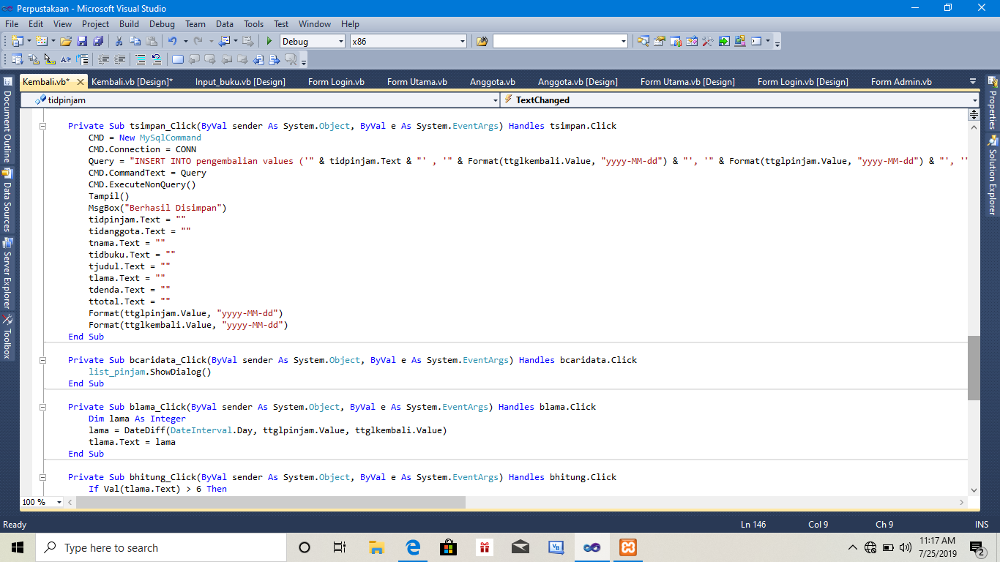 Perpustakaan - Microsoft Visual Studio
File Edit View Project Build Debug Team Data Tools Test Window Help
Debug x86
Kembali.vb* Kembali.vb [Design]* Input_buku.vb [Design] Form Login.vb Form Utama.vb Anggota.vb Anggota.vb [Design] Form Utama.vb [Design] Form Login.vb [Design] Form Admin.vb
tidpinjam TextChanged
Private Sub tsimpan_Click(ByVal sender As System.Object, ByVal e As System.EventArgs) Handles tsimpan.Click
CMD = New MySqlCommand
CMD.Connection = CONN
Query = "INSERT INTO pengembalian values ('" & tidpinjam.Text & "' , '" & Format(ttglkembali.Value, "yyyy-MM-dd") & "', '" & Format(ttglpinjam.Value, "yyyy-MM-dd") & "', '"
CMD.CommandText = Query
CMD.ExecuteNonQuery()
Tampil()
MsgBox("Berhasil Disimpan")
tidpinjam.Text = ""
tidanggota.Text = ""
tnama.Text = ""
tidbuku.Text = ""
tjudul.Text = ""
tlama.Text = ""
tdenda.Text = ""
ttotal.Text = ""
Format(ttglpinjam.Value, "yyyy-MM-dd")
Format(ttglkembali.Value, "yyyy-MM-dd")
End Sub
Private Sub bcaridata_Click(ByVal sender As System.Object, ByVal e As System.EventArgs) Handles bcaridata.Click
list_pinjam.ShowDialog()
End Sub
Private Sub blama_Click(ByVal sender As System.Object, ByVal e As System.EventArgs) Handles blama.Click
Dim lama As Integer
lama = DateDiff(DateInterval.Day, ttglpinjam.Value, ttglkembali.Value)
tlama.Text = lama
End Sub
Private Sub bhitung_Click(ByVal sender As System.Object, ByVal e As System.EventArgs) Handles bhitung.Click
If Val(tlama.Text) > 6 Then
100 %
Document Outline
Data Sources
Server Explorer
Toolbox
Properties
Solution Explorer
Ready Ln 146 Col 9 Ch 9 INS
Type here to search
11:17 AM
7/25/2019
2